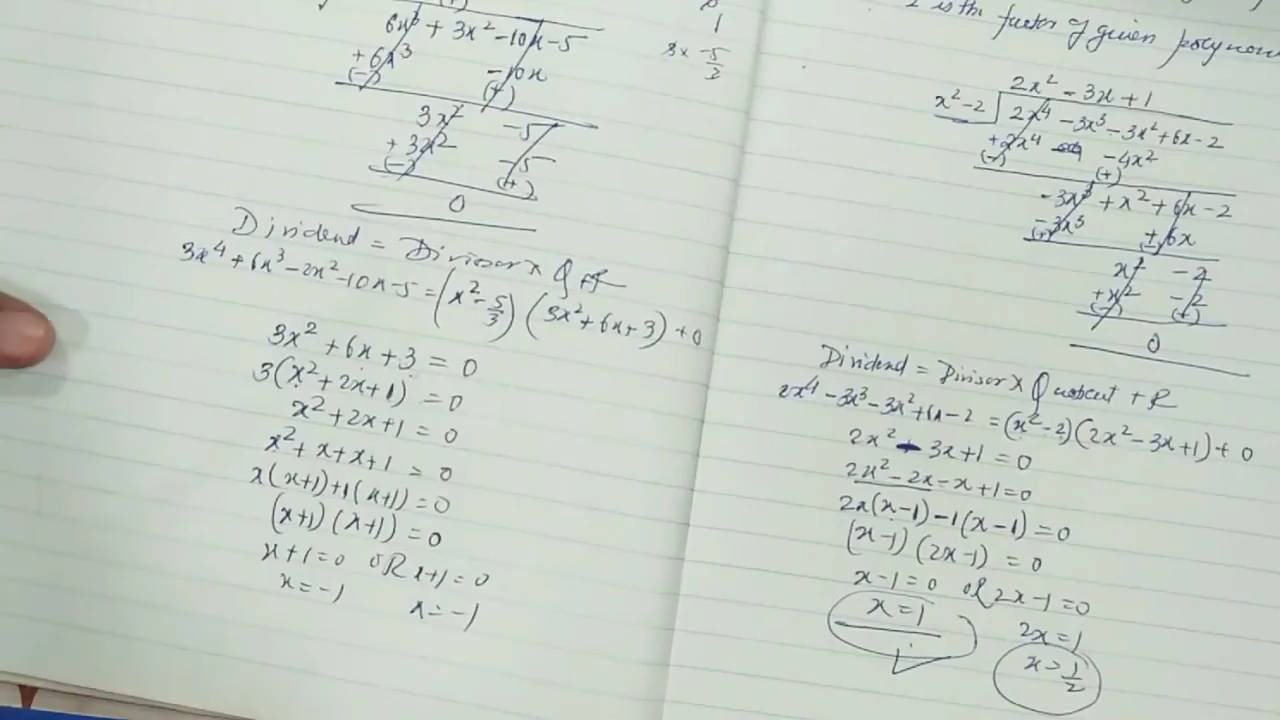 6x³ + 3x² - 10x - 5
+ 6x³ - 10x
(-) (+)
3x² - 5
+ 3x² - 5
(-) (+)
0
Dividend = Divisor x Q + R
3x⁴ + 6x³ - 2x² - 10x - 5 = (x² - 5/3) (3x² + 6x + 3) + 0
3x² + 6x + 3 = 0
3(x² + 2x + 1) = 0
x² + 2x + 1 = 0
x² + x + x + 1 = 0
x(x+1) + 1(x+1) = 0
(x+1) (x+1) = 0
x + 1 = 0 OR x + 1 = 0
x = -1 x = -1
1
3x -5/2
2 is the factor of given polynom
2x² - 3x + 1
x² - 2 2x⁴ - 3x³ - 3x² + 6x - 2
+ 2x⁴ - 4x²
(-) (+)
- 3x³ + x² + 6x - 2
- 3x³ + 6x
(+) (-)
x² - 2
+ x² - 2
(-) (+)
0
Dividend = Divisor x Quotient + R
2x⁴ - 3x³ - 3x² + 6x - 2 = (x² - 2) (2x² - 3x + 1) + 0
2x² - 3x + 1 = 0
2x² - 2x - x + 1 = 0
2x(x-1) - 1(x-1) = 0
(x-1) (2x-1) = 0
x - 1 = 0 OR 2x - 1 = 0
x = 1 2x = 1
x = 1/2